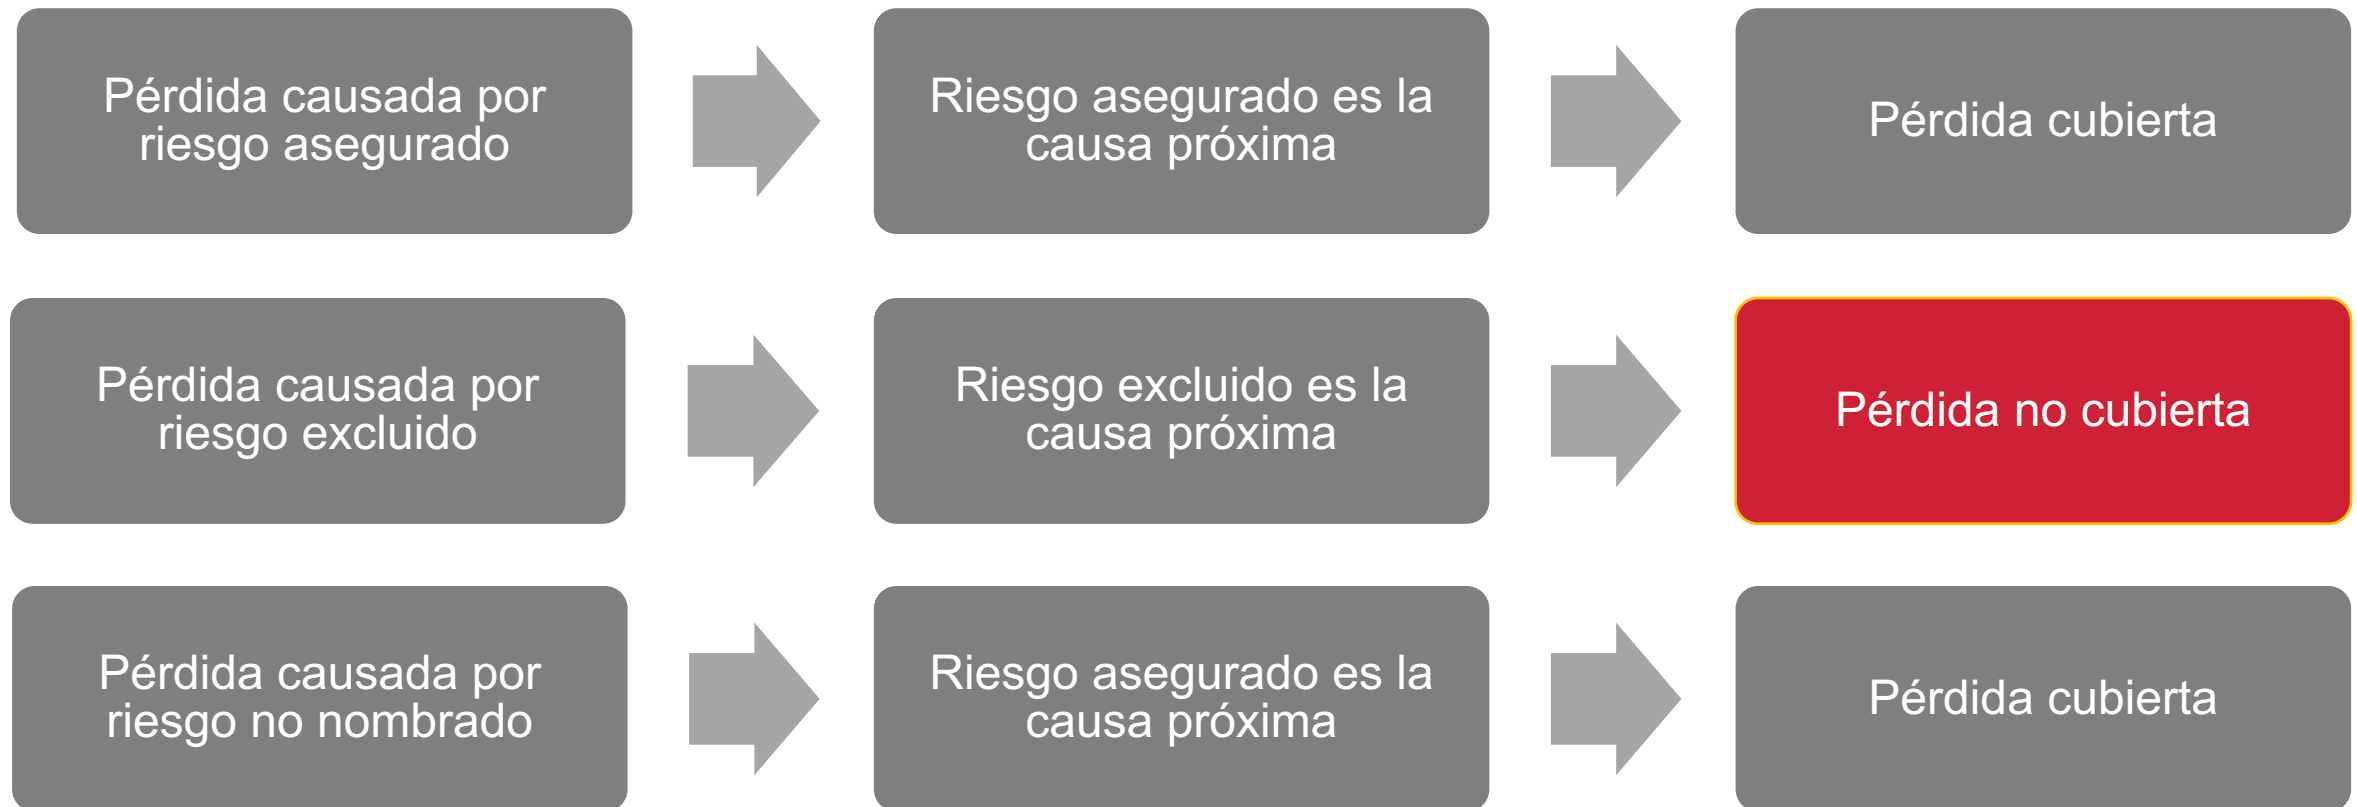 Pérdida causada por
riesgo asegurado
Riesgo asegurado es la
causa próxima
Pérdida cubierta
Pérdida causada por
riesgo excluido
Riesgo excluido es la
causa próxima
Pérdida no cubierta
Pérdida causada por
riesgo no nombrado
Riesgo asegurado es la
causa próxima
Pérdida cubierta